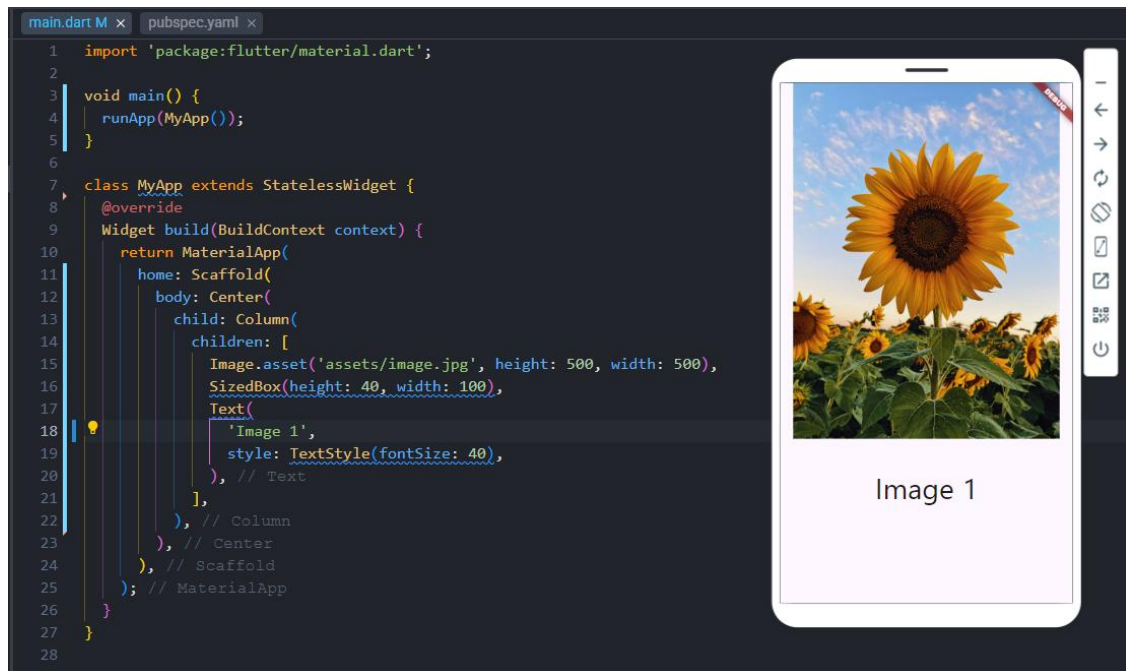 main.dart M ×
pubspec.yaml ×
1 import 'package:flutter/material.dart';
2
3 void main() {
4   runApp(MyApp());
5 }
6
7 class MyApp extends StatelessWidget {
8   @override
9   Widget build(BuildContext context) {
10     return MaterialApp(
11       home: Scaffold(
12         body: Center(
13           child: Column(
14             children: [
15               Image.asset('assets/image.jpg', height: 500, width: 500),
16               SizedBox(height: 40, width: 100),
17               Text(
18                 'Image 1',
19                 style: TextStyle(fontSize: 40),
20               ), // Text
21             ],
22           ), // Column
23         ), // Center
24       ), // Scaffold
25     ); // MaterialApp
26   }
27 }
28
DEBUG
Image 1